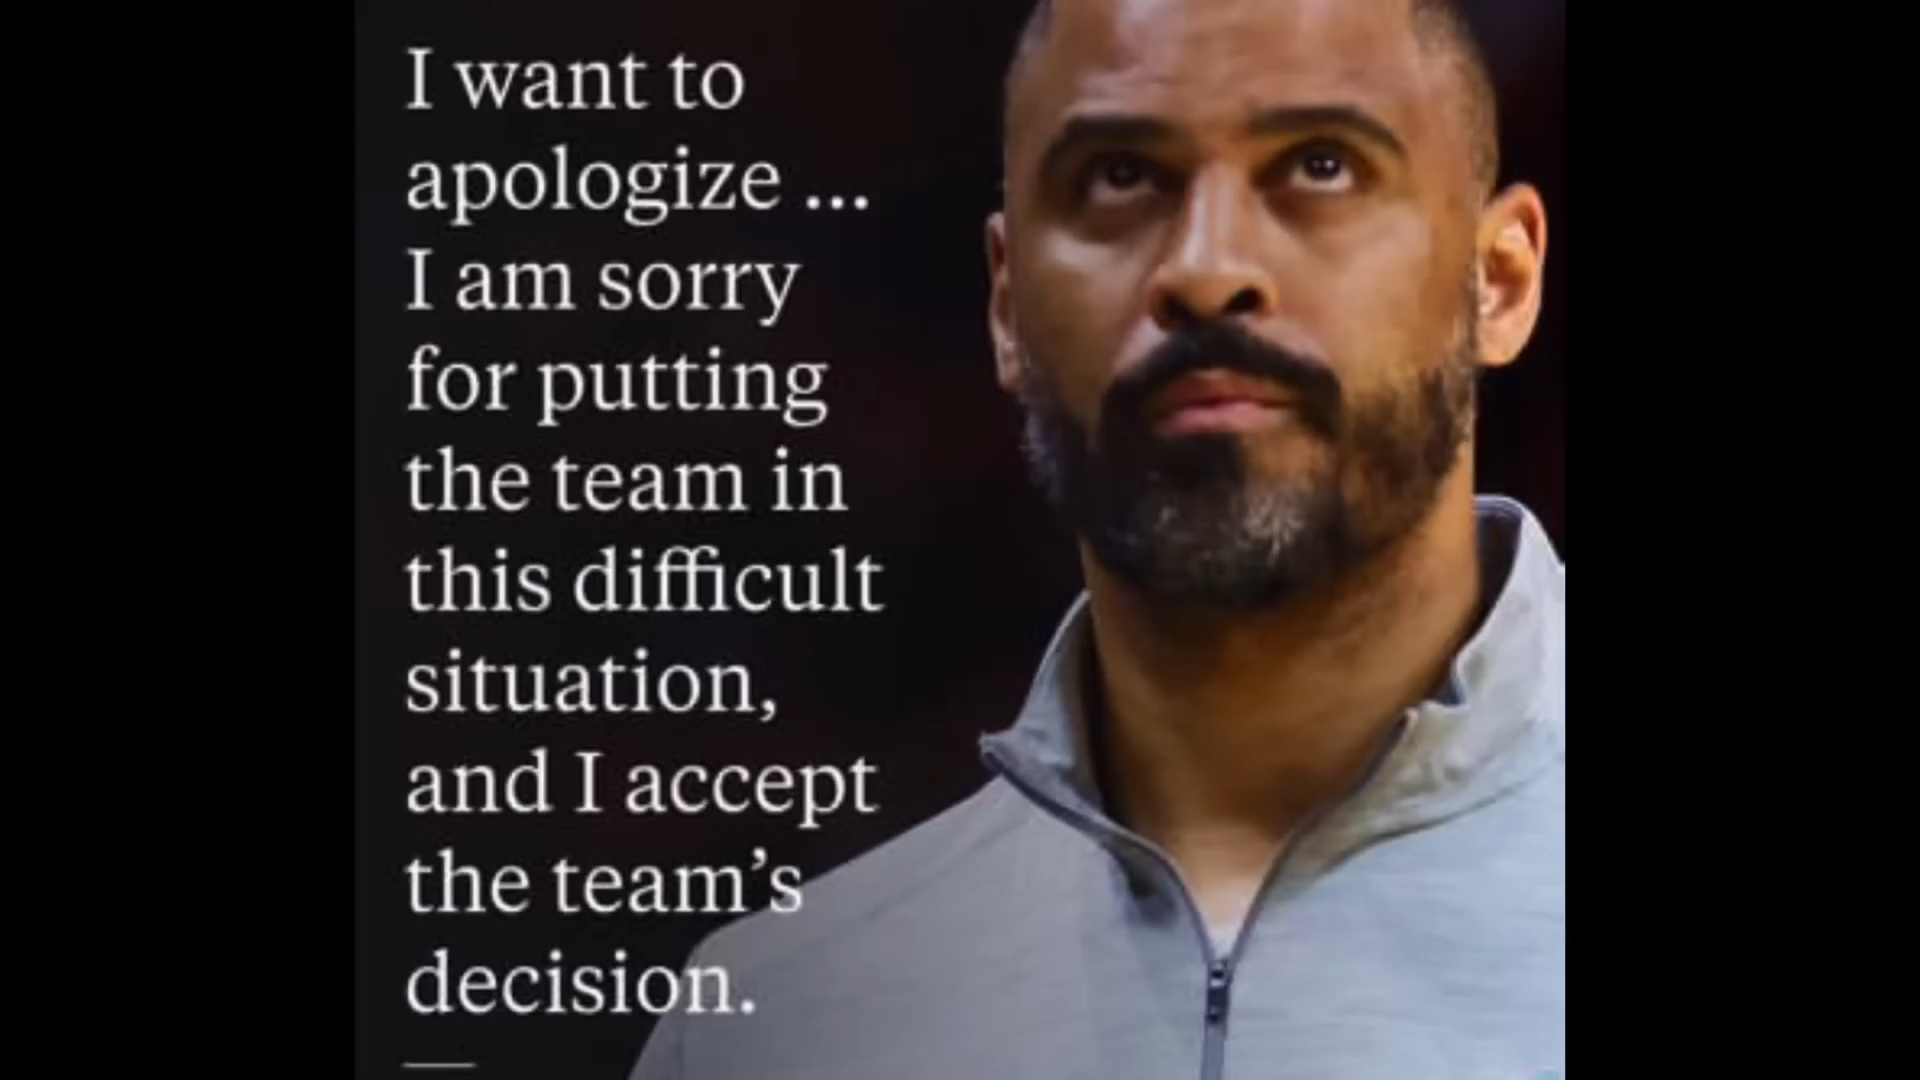 I want to
apologize ...
I am sorry
for putting
the team in
this difficult
situation,
and I accept
the team’s
decision.